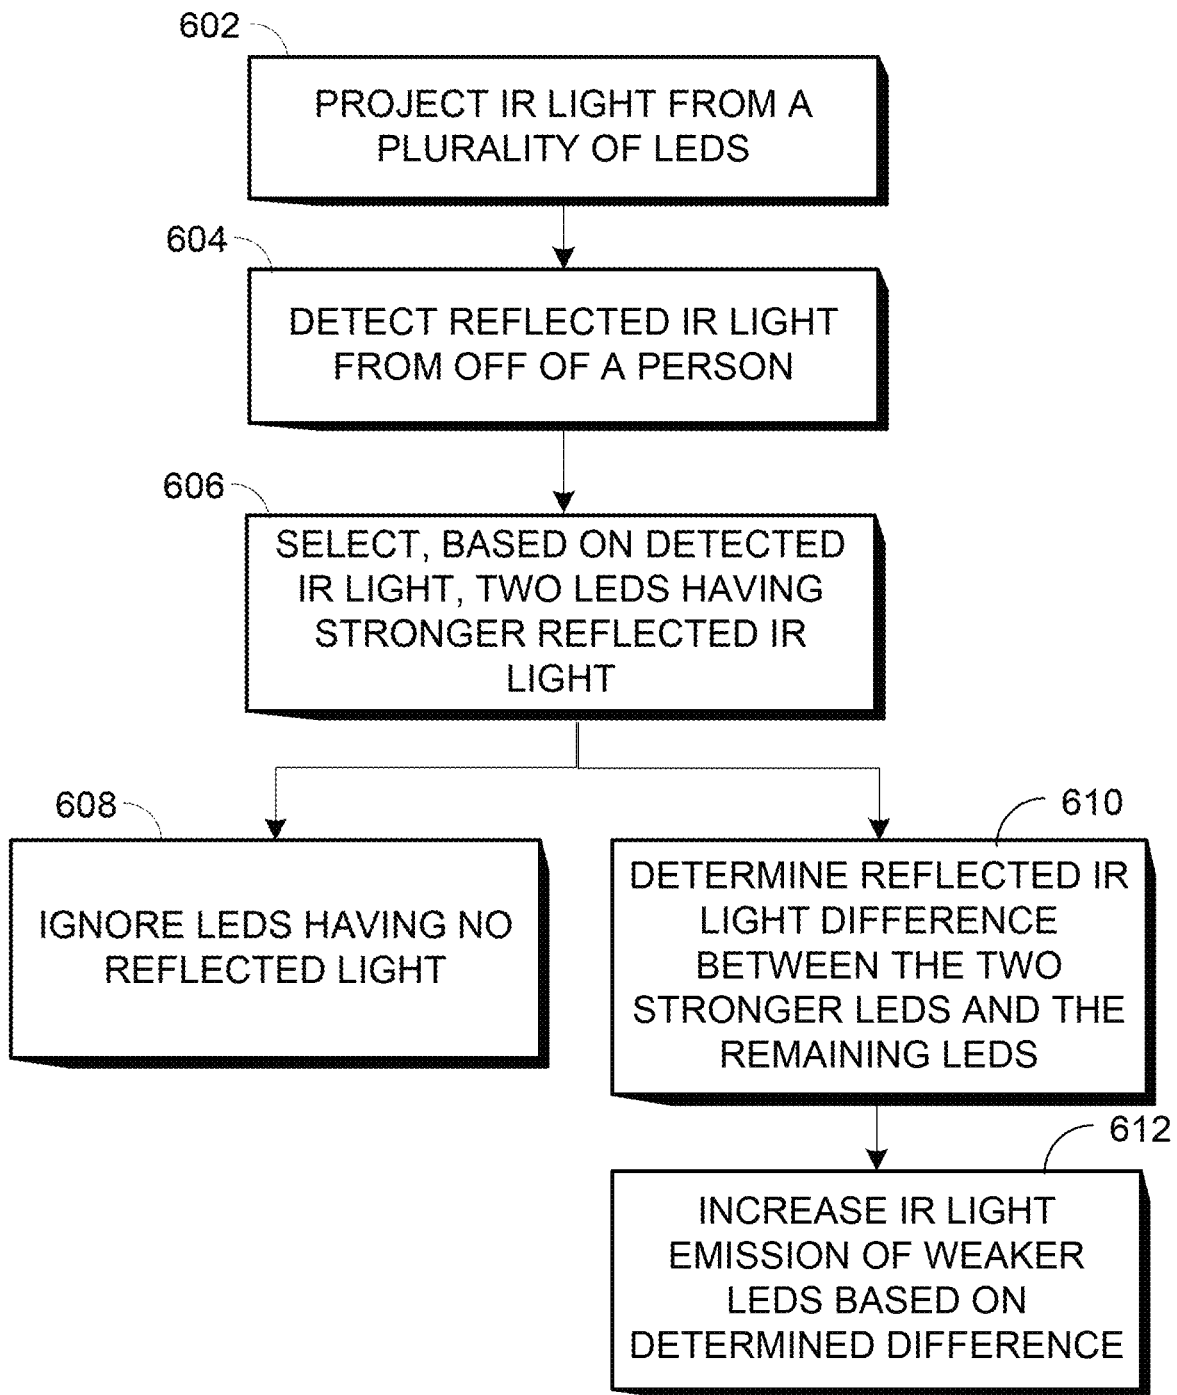 602
PROJECT IR LIGHT FROM A
PLURALITY OF LEDS
604
DETECT REFLECTED IR LIGHT
FROM OFF OF A PERSON
606
SELECT, BASED ON DETECTED
IR LIGHT, TWO LEDS HAVING
STRONGER REFLECTED IR
LIGHT
608
IGNORE LEDS HAVING NO
REFLECTED LIGHT
610
DETERMINE REFLECTED IR
LIGHT DIFFERENCE
BETWEEN THE TWO
STRONGER LEDS AND THE
REMAINING LEDS
612
INCREASE IR LIGHT
EMISSION OF WEAKER
LEDS BASED ON
DETERMINED DIFFERENCE